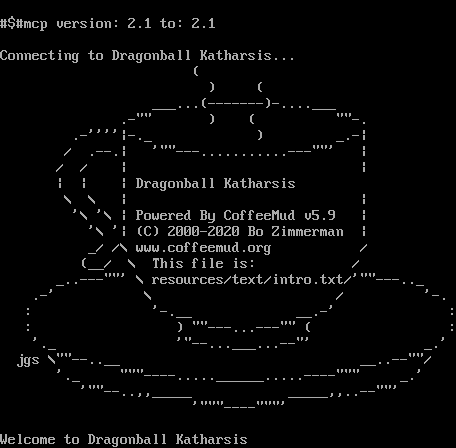 #$#mcp version: 2.1 to: 2.1
Connecting to Dragonball Katharsis...
Dragonball Katharsis
Powered By CoffeeMud v5.9
(C) 2000-2020 Bo Zimmerman
www.coffeemud.org
This file is:
resources/text/intro.txt/
jgs
Welcome to Dragonball Katharsis